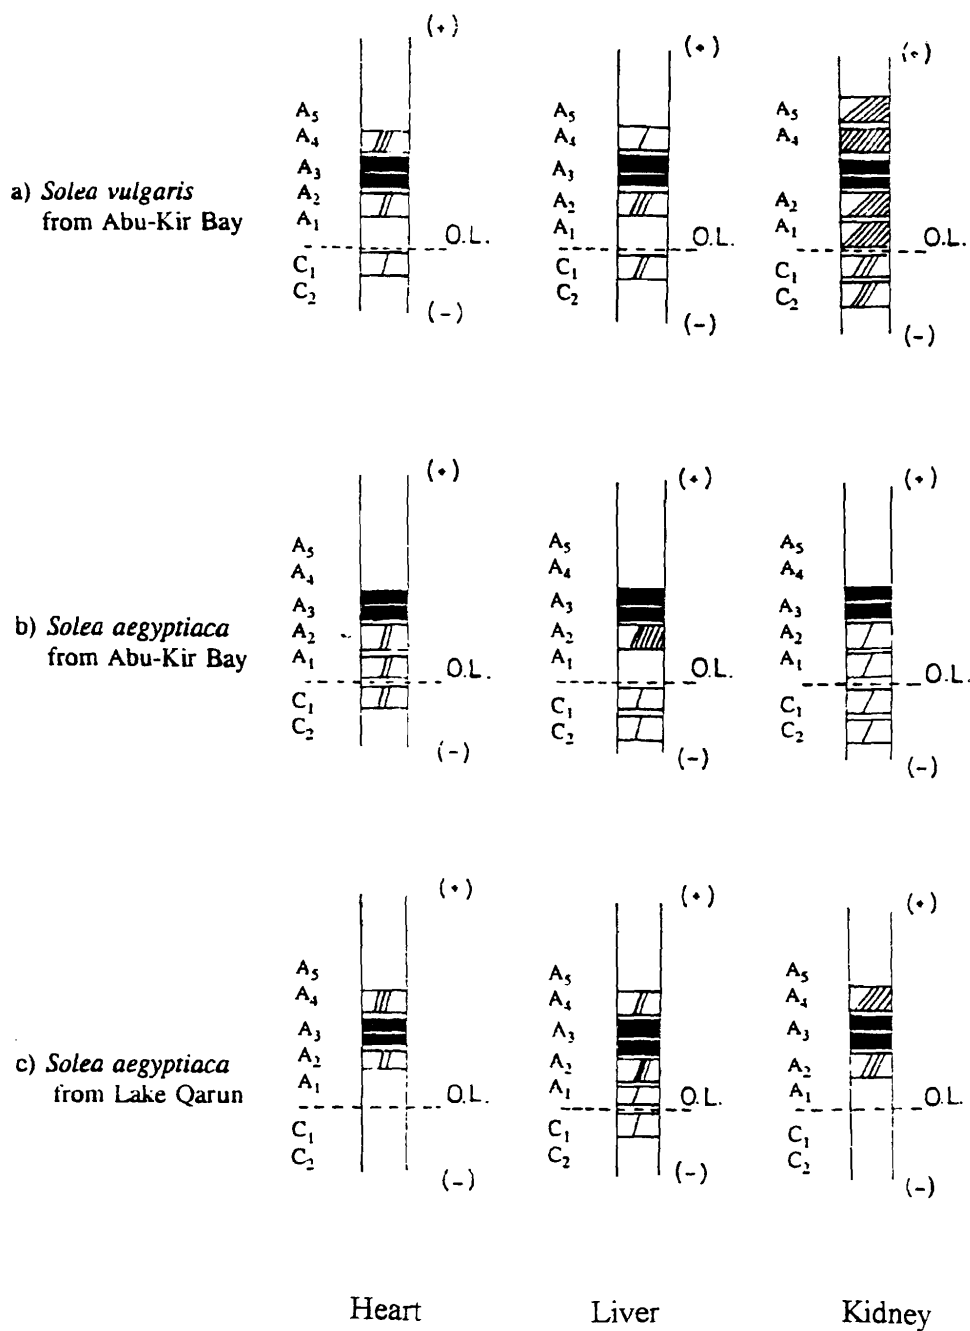 (+) (+) (+)
A5 A5 A5
A4 A4 A4
A3 A3
a) Solea vulgaris
from Abu-Kir Bay
A2 A2 A2
A1 O.L. A1 O.L. A1 O.L.
C1 C1 C1
C2 C2 C2
(-) (-) (-)
(+) (+) (+)
A5 A5 A5
A4 A4 A4
A3 A3 A3
b) Solea aegyptiaca
from Abu-Kir Bay
A2 A2 A2
A1 O.L. A1 O.L. A1 O.L.
C1 C1 C1
C2 C2 C2
(-) (-) (-)
(+) (+) (+)
A5 A5 A5
A4 A4 A4
A3 A3 A3
c) Solea aegyptiaca
from Lake Qarun
A2 A2 A2
A1 O.L. A1 O.L. A1 O.L.
C1 C1 C1
C2 C2 C2
(-) (-) (-)
Heart Liver Kidney